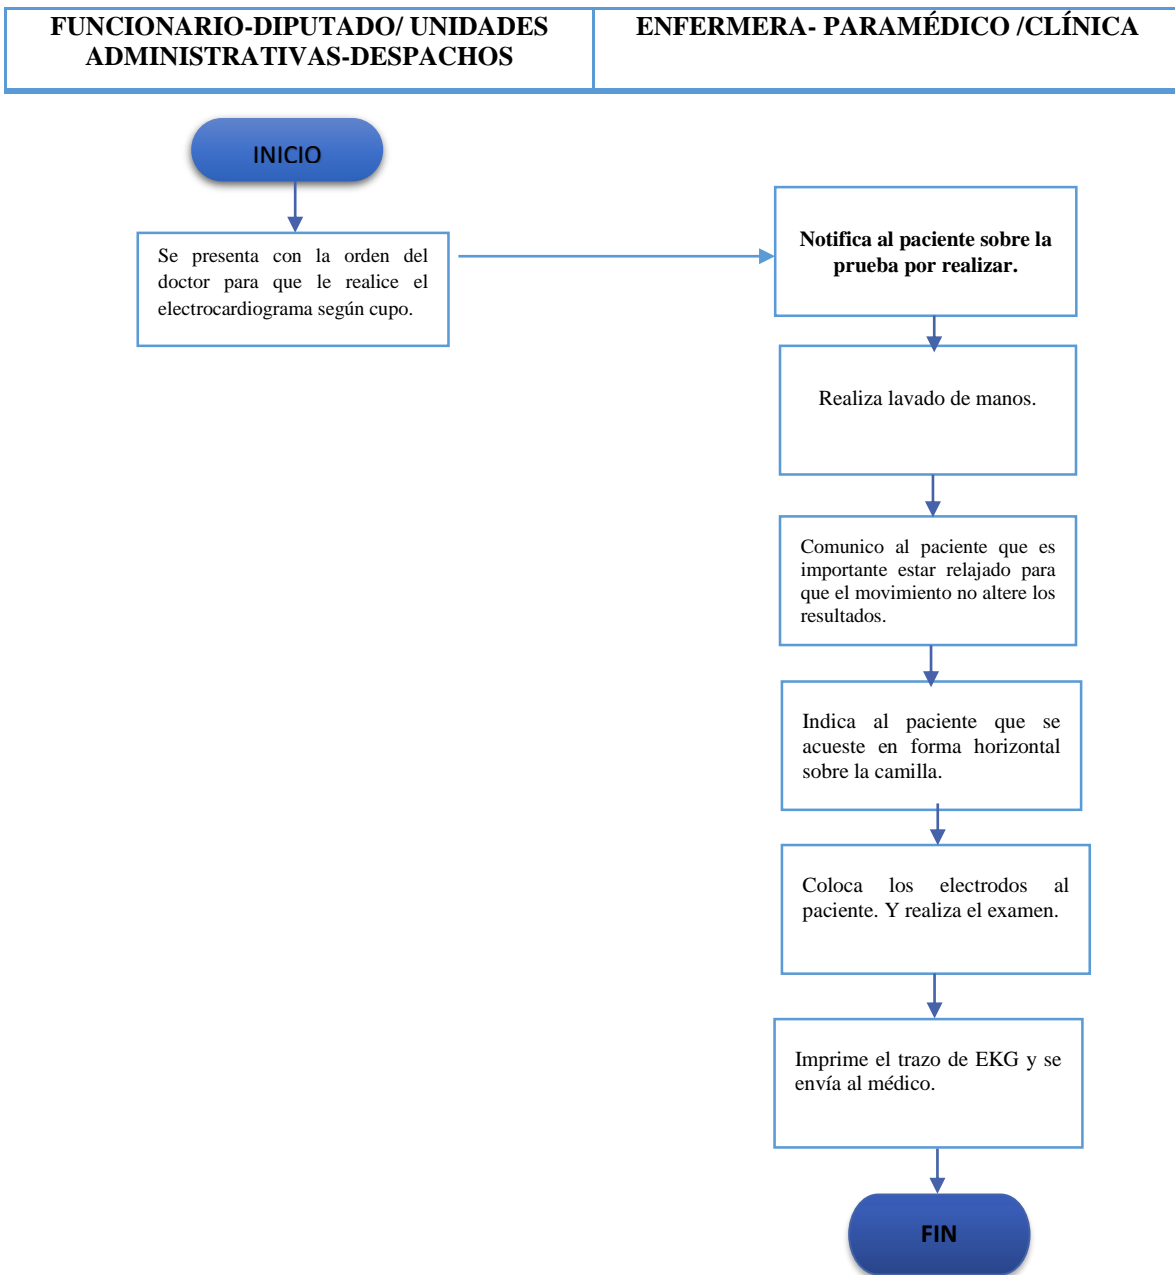 FUNCIONARIO-DIPUTADO/ UNIDADES
ADMINISTRATIVAS-DESPACHOS
ENFERMERA- PARAMÉDICO /CLÍNICA
INICIO
Se presenta con la orden del
doctor para que le realice el
electrocardiograma según cupo.
Notifica al paciente sobre la
prueba por realizar.
Realiza lavado de manos.
Comunico al paciente que es
importante estar relajado para
que el movimiento no altere los
resultados.
Indica al paciente que se
acueste en forma horizontal
sobre la camilla.
Coloca los electrodos al
paciente. Y realiza el examen.
Imprime el trazo de EKG y se
envía al médico.
FIN